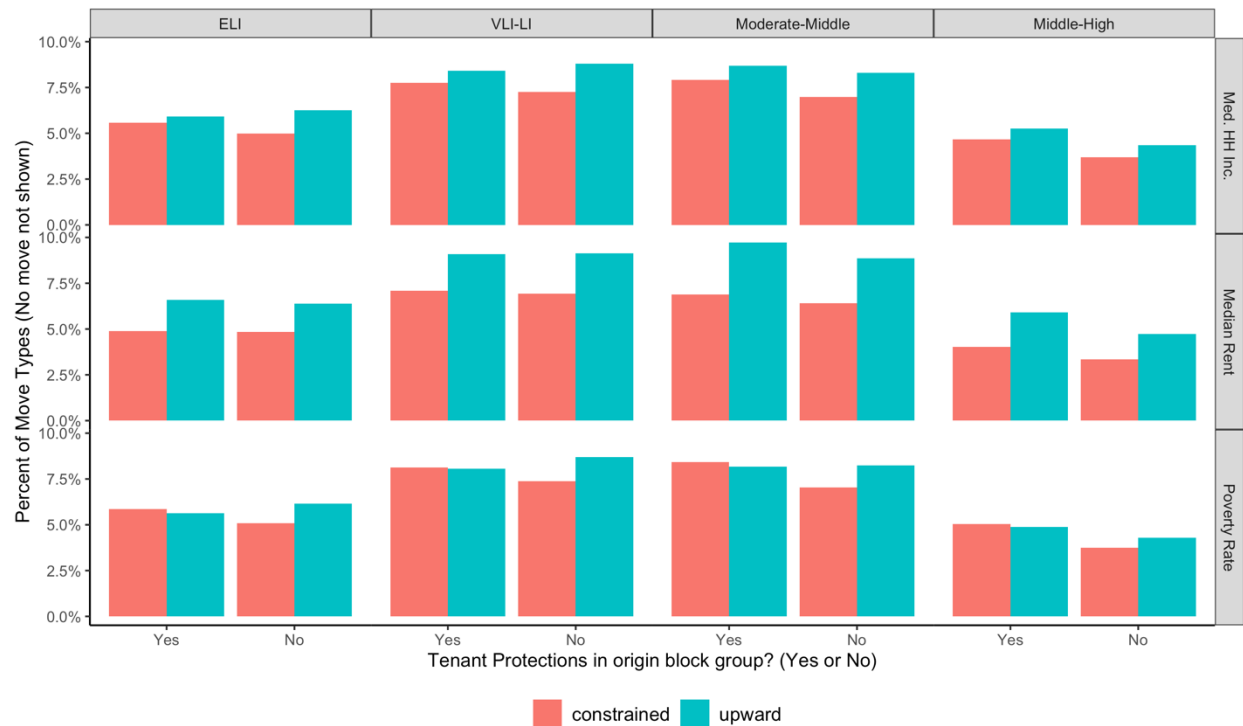 ELI VLI-LI Moderate-Middle Middle-High
Percent of Move Types (No move not shown)
10.0%
7.5%
5.0%
2.5%
0.0%
Med. HH Inc.
10.0%
7.5%
5.0%
2.5%
0.0%
Median Rent
10.0%
7.5%
5.0%
2.5%
0.0%
Poverty Rate
Yes No Yes No Yes No Yes No
Tenant Protections in origin block group? (Yes or No)
constrained upward